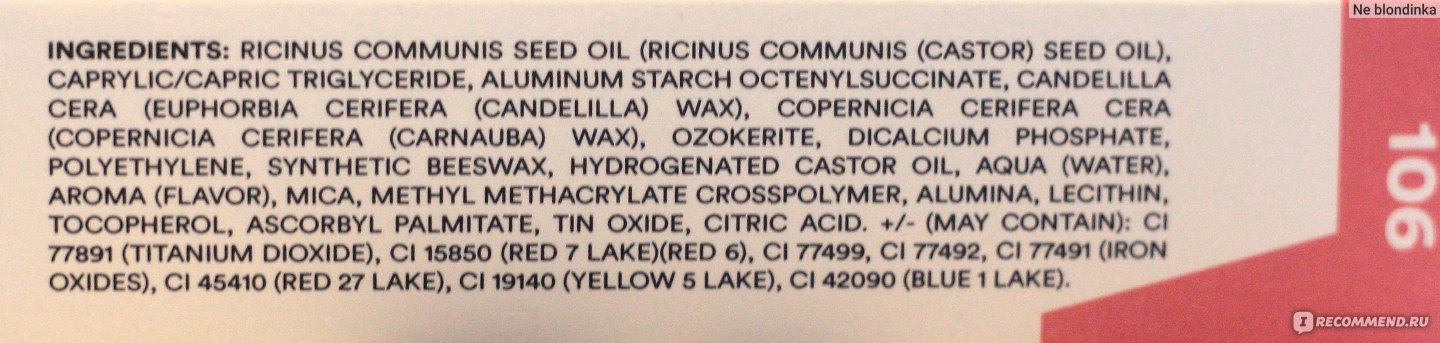 Ne blondinka
INGREDIENTS: RICINUS COMMUNIS SEED OIL (RICINUS COMMUNIS (CASTOR) SEED OIL),
CAPRYLIC/CAPRIC TRIGLYCERIDE, ALUMINUM STARCH OCTENYLSUCCINATE, CANDELILLA
CERA (EUPHORBIA CERIFERA (CANDELILLA) WAX), COPERNICIA CERIFERA CERA
(COPERNICIA CERIFERA (CARNAUBA) WAX), OZOKERITE, DICALCIUM PHOSPHATE,
POLYETHYLENE, SYNTHETIC BEESWAX, HYDROGENATED CASTOR OIL, AQUA (WATER),
AROMA (FLAVOR), MICA, METHYL METHACRYLATE CROSSPOLYMER, ALUMINA, LECITHIN,
TOCOPHEROL, ASCORBYL PALMITATE, TIN OXIDE, CITRIC ACID. +/- (MAY CONTAIN): CI
77891 (TITANIUM DIOXIDE), CI 15850 (RED 7 LAKE)(RED 6), CI 77499, CI 77492, CI 77491 (IRON
OXIDES), CI 45410 (RED 27 LAKE), CI 19140 (YELLOW 5 LAKE), CI 42090 (BLUE 1 LAKE).
106
IRECOMMEND.RU